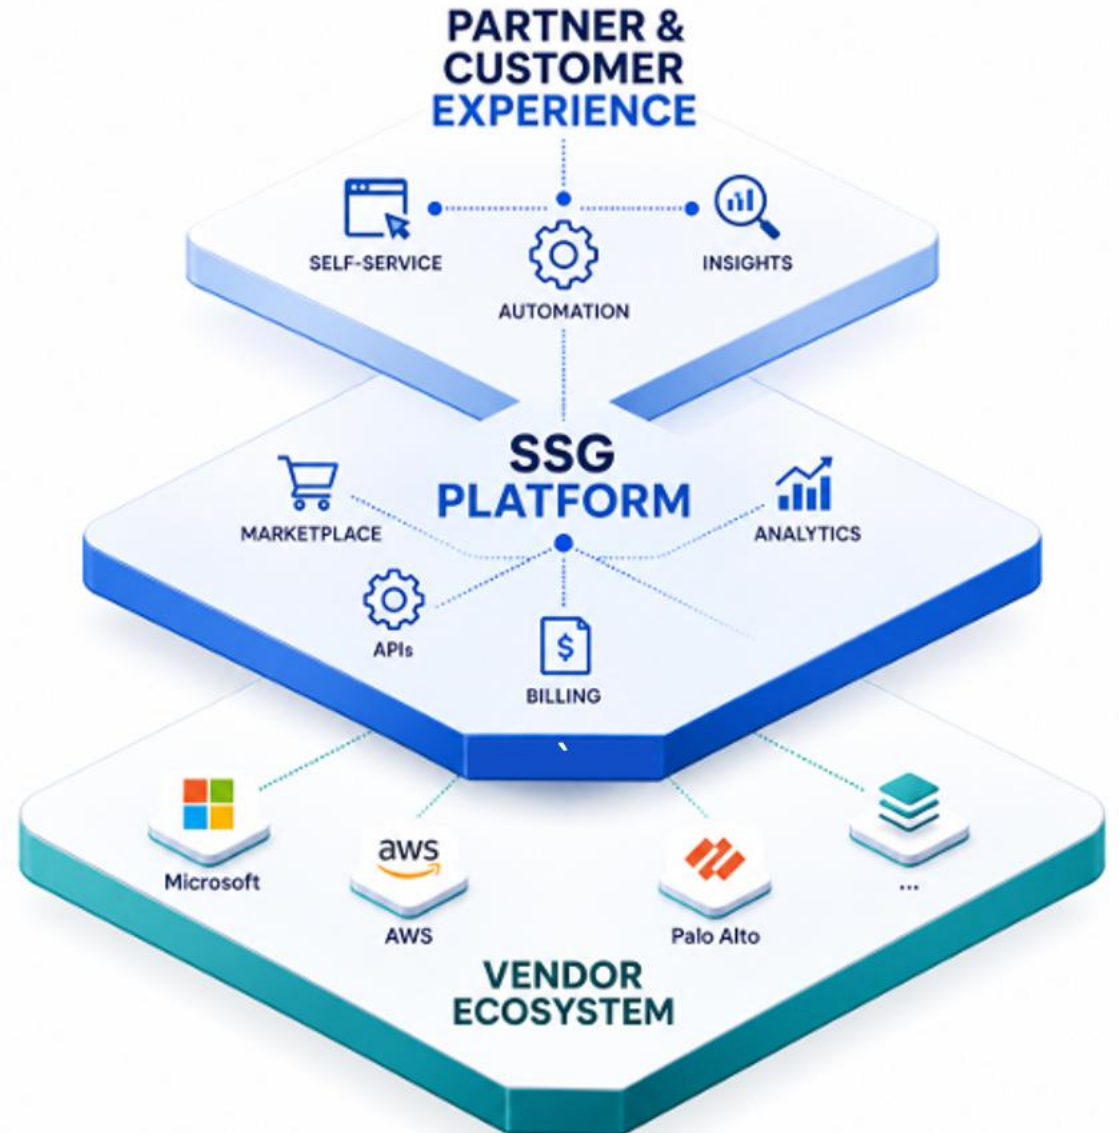 PARTNER &
CUSTOMER
EXPERIENCE
SELF-SERVICE
INSIGHTS
AUTOMATION
SSG
PLATFORM
MARKETPLACE
ANALYTICS
APIs
$
BILLING
`
aws
Microsoft
...
AWS
Palo Alto
VENDOR
ECOSYSTEM